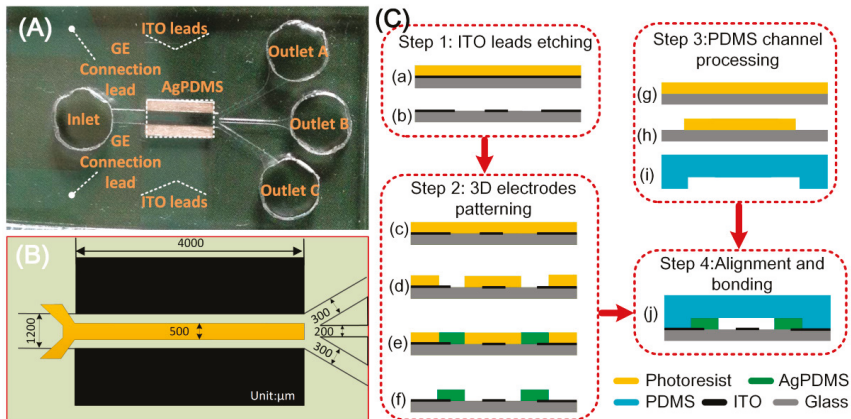 (A)
ITO leads
GE
Connection
lead
AgPDMS
Outlet A
Inlet
Outlet B
GE
Connection
lead
Outlet C
ITO leads
(B)
4000
1200
500
300
200
300
Unit:μm
(C)
Step 1: ITO leads etching
(a)
(b)
Step 2: 3D electrodes
patterning
(c)
(d)
(e)
(f)
Step 3:PDMS channel
processing
(g)
(h)
(i)
Step 4:Alignment and
bonding
(j)
Photoresist
AgPDMS
PDMS
ITO
Glass